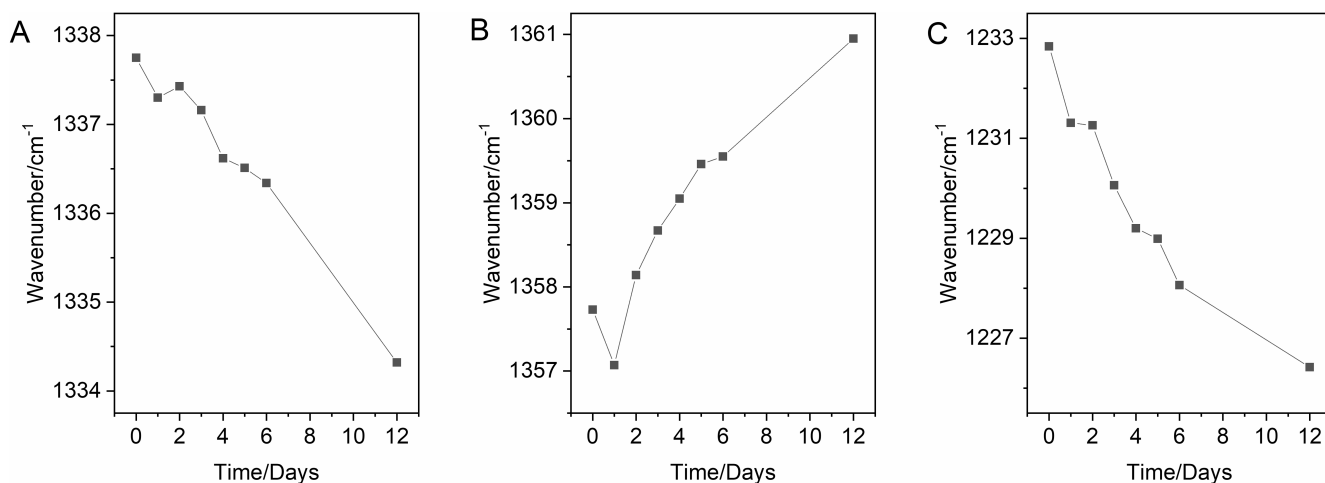 A
1338
1337
1336
1335
1334
Wavenumber/cm⁻¹
0 2 4 6 8 10 12
Time/Days
B
1361
1360
1359
1358
1357
Wavenumber/cm⁻¹
0 2 4 6 8 10 12
Time/Days
C
1233
1231
1229
1227
Wavenumber/cm⁻¹
0 2 4 6 8 10 12
Time/Days